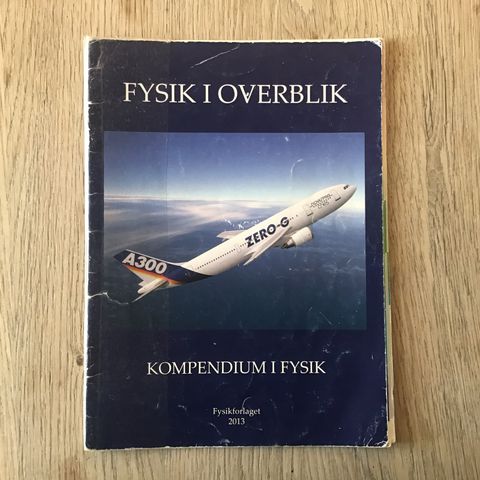 FYSIK I OVERBLIK
A300
ZERO-G
KOMPENDIUM I FYSIK
Fysikforlaget
2013